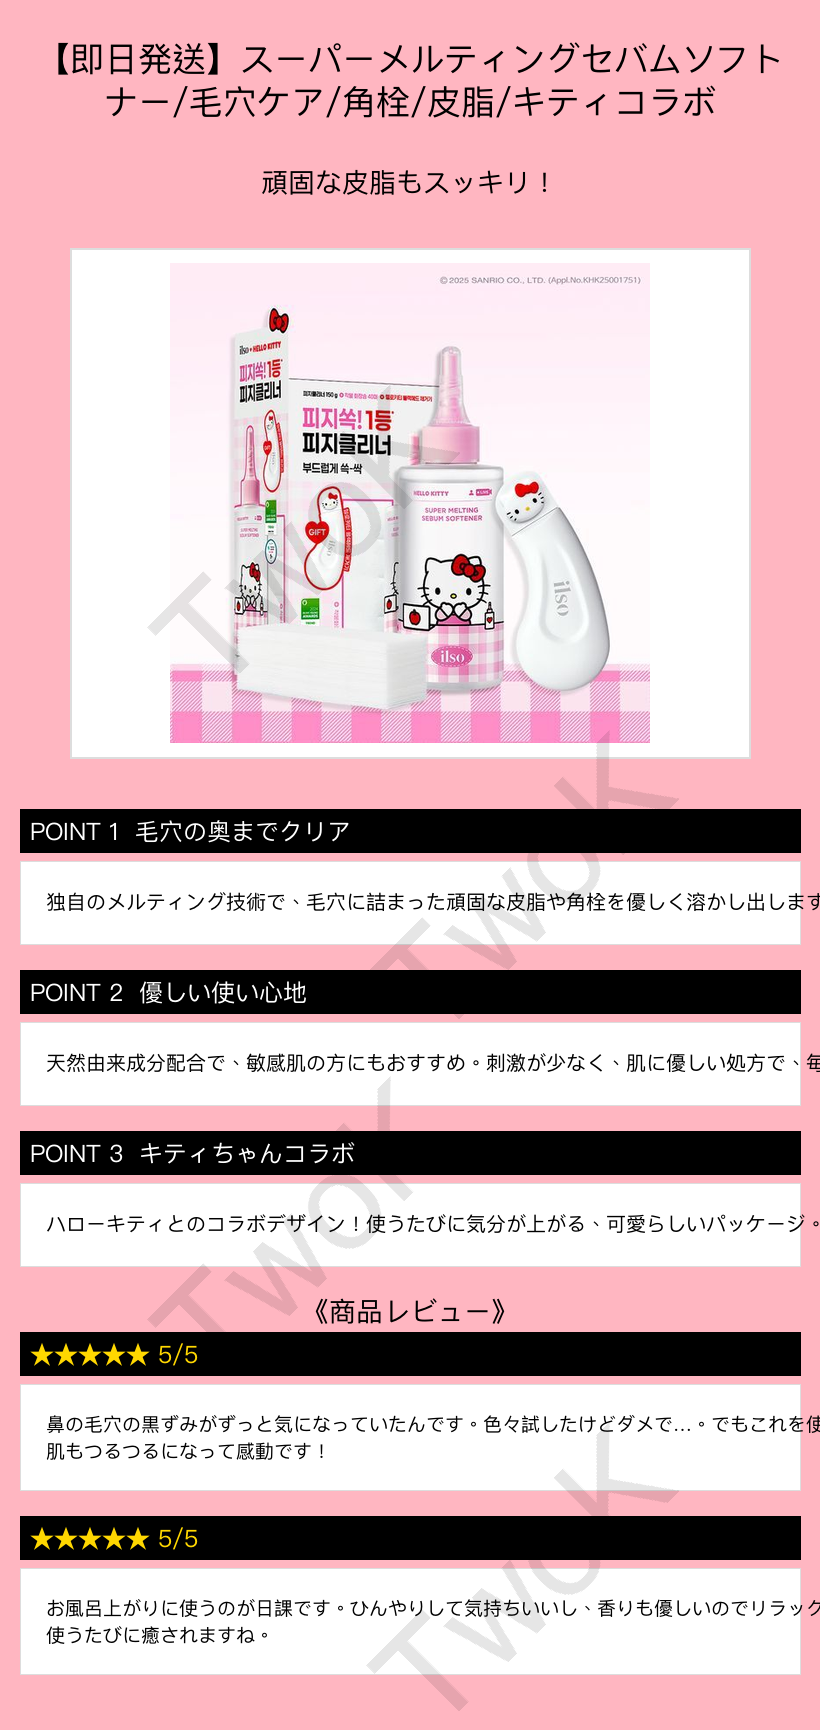 【即日発送】スーパーメルティングセバムソフト
ナー/毛穴ケア/角栓/皮脂/キティコラボ
頑固な皮脂もスッキリ！
©2025 SANRIO CO., LTD. (Appl.No.KHK25001751)
ilso × HELLO KITTY
피지쏙! 1등
피지클리너
피지쏙! 1등
피지클리너
부드럽게 쓱-싹
GIFT
HELLO KITTY
SUPER MELTING
SEBUM SOFTENER
ilso
ilso
POINT 1 毛穴の奥までクリア
独自のメルティング技術で、毛穴に詰まった頑固な皮脂や角栓を優しく溶かし出します
POINT 2 優しい使い心地
天然由来成分配合で、敏感肌の方にもおすすめ。刺激が少なく、肌に優しい処方で、毎
POINT 3 キティちゃんコラボ
ハローキティとのコラボデザイン！使うたびに気分が上がる、可愛らしいパッケージ。
《商品レビュー》
★★★★★ 5/5
鼻の毛穴の黒ずみがずっと気になっていたんです。色々試したけどダメで…。でもこれを使
肌もつるつるになって感動です！
★★★★★ 5/5
お風呂上がりに使うのが日課です。ひんやりして気持ちいいし、香りも優しいのでリラック
使うたびに癒されますね。
TwoK
TwoK
TwoK
TwoK